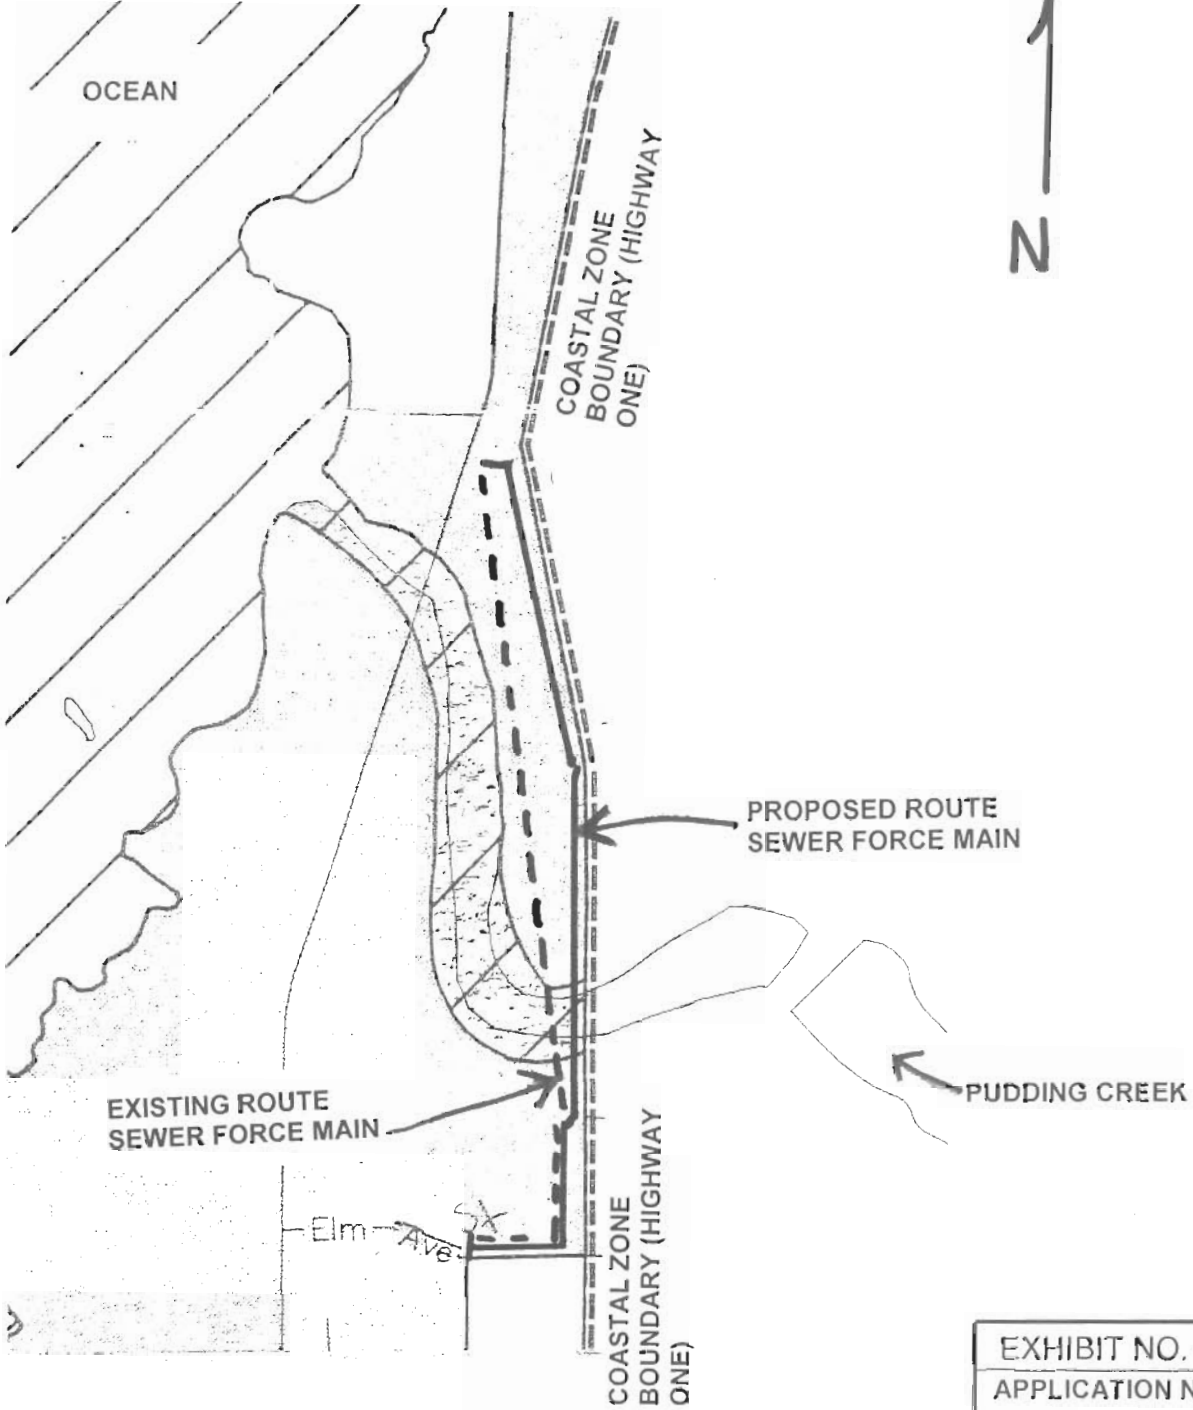 OCEAN
COASTAL ZONE
BOUNDARY (HIGHWAY
ONE)
N
PROPOSED ROUTE
SEWER FORCE MAIN
PUDDING CREEK
EXISTING ROUTE
SEWER FORCE MAIN
Elm Ave
COASTAL ZONE
BOUNDARY (HIGHWAY
ONE)
EXHIBIT NO.
APPLICATION N